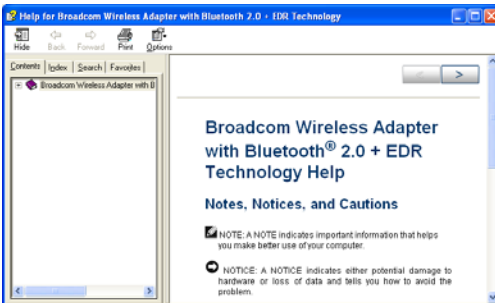 Help for Broadcom Wireless Adapter with Bluetooth 2.0 + EDR Technology
Hide Back Forward Print Options
Contents Index Search Favorites
Broadcom Wireless Adapter with B
< >
Broadcom Wireless Adapter
with Bluetooth® 2.0 + EDR
Technology Help
Notes, Notices, and Cautions
NOTE: A NOTE indicates important information that helps
you make better use of your computer.
NOTICE: A NOTICE indicates either potential damage to
hardware or loss of data and tells you how to avoid the
problem.